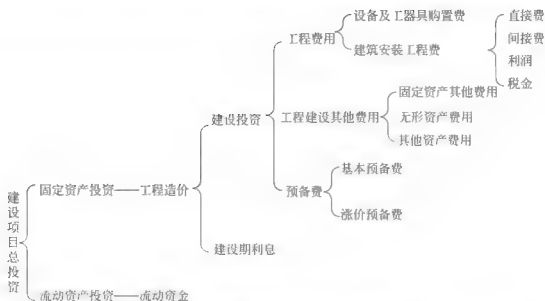 设备及工器具购置费
直接费
工程费用
间接费
建筑安装工程费
利润
税金
固定资产其他费用
建设投资
工程建设其他费用
无形资产费用
其他资产费用
基本预备费
固定资产投资——工程造价
预备费
涨价预备费
建设项目总投资
建设期利息
流动资产投资——流动资金